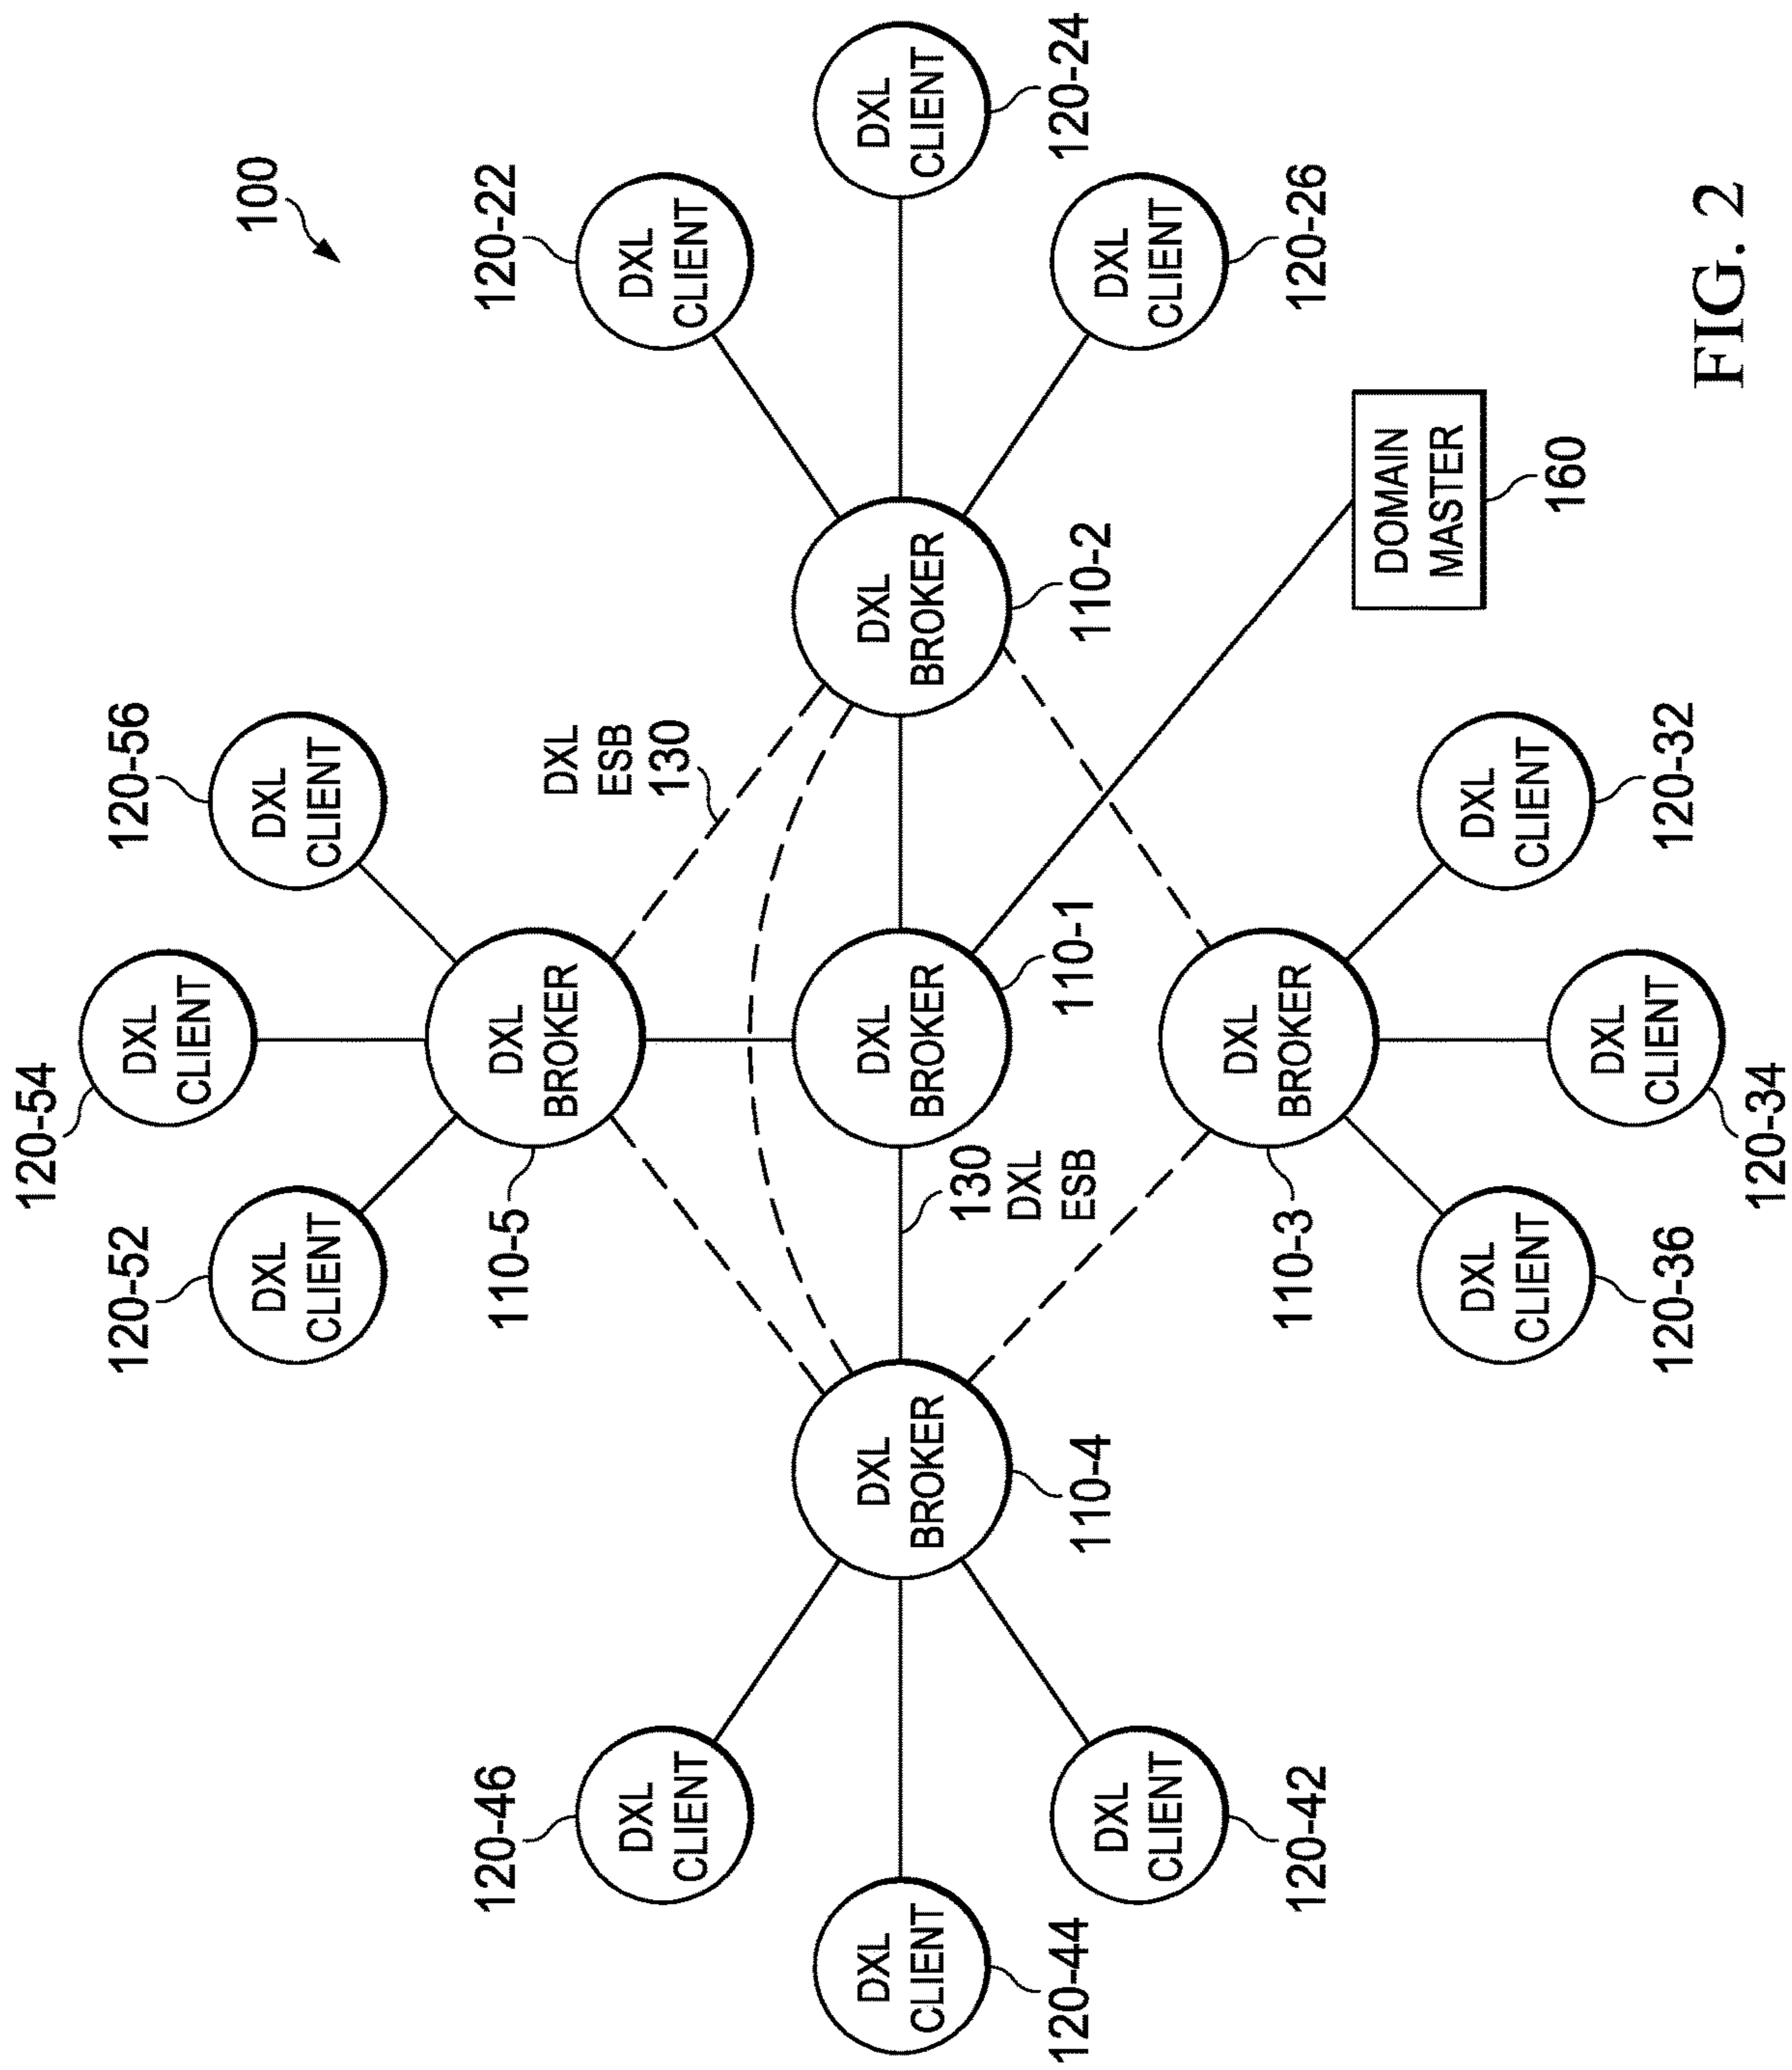 100
120-54
DXL
CLIENT
120-52
DXL
CLIENT
120-56
DXL
CLIENT
110-5
DXL
BROKER
DXL
ESB
130
120-46
DXL
CLIENT
120-22
DXL
CLIENT
120-44
DXL
CLIENT
110-4
DXL
BROKER
130
DXL
ESB
110-1
DXL
BROKER
110-2
DXL
BROKER
120-24
DXL
CLIENT
120-42
DXL
CLIENT
120-26
DXL
CLIENT
110-3
DXL
BROKER
DOMAIN
MASTER
160
120-36
DXL
CLIENT
120-34
DXL
CLIENT
120-32
DXL
CLIENT
FIG. 2